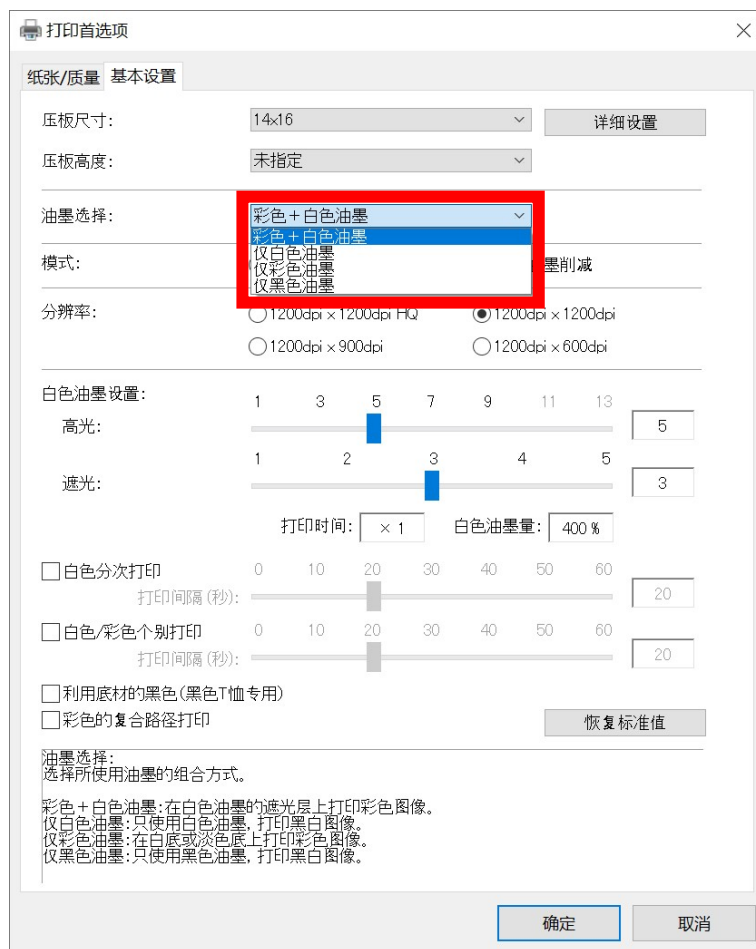 打印首选项
纸张/质量 基本设置
压板尺寸: 14×16 详细设置
压板高度: 未指定
油墨选择: 彩色+白色油墨
彩色+白色油墨
仅白色油墨
仅彩色油墨
模式: 墨削减
仅黑色油墨
分辨率: 1200dpi × 1200dpi HQ 1200dpi × 1200dpi
1200dpi × 900dpi 1200dpi × 600dpi
白色油墨设置:
1 3 5 7 9 11 13
高光: 5
1 2 3 4 5
遮光: 3
打印时间: × 1 白色油墨量: 400 %
白色分次打印 0 10 20 30 40 50 60
打印间隔(秒): 20
白色/彩色个别打印 0 10 20 30 40 50 60
打印间隔(秒): 20
利用底材的黑色(黑色T恤专用)
彩色的复合路径打印 恢复标准值
油墨选择:
选择所使用油墨的组合方式。
彩色+白色油墨:在白色油墨的遮光层上打印彩色图像。
仅白色油墨:只使用白色油墨, 打印黑白图像。
仅彩色油墨:在白底或淡色底上打印彩色图像。
仅黑色油墨:只使用黑色油墨, 打印黑白图像。
确定 取消